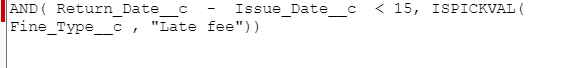 AND( Return_Date__c - Issue_Date__c < 15, ISPICKVAL(
Fine_Type__c , "Late fee"))